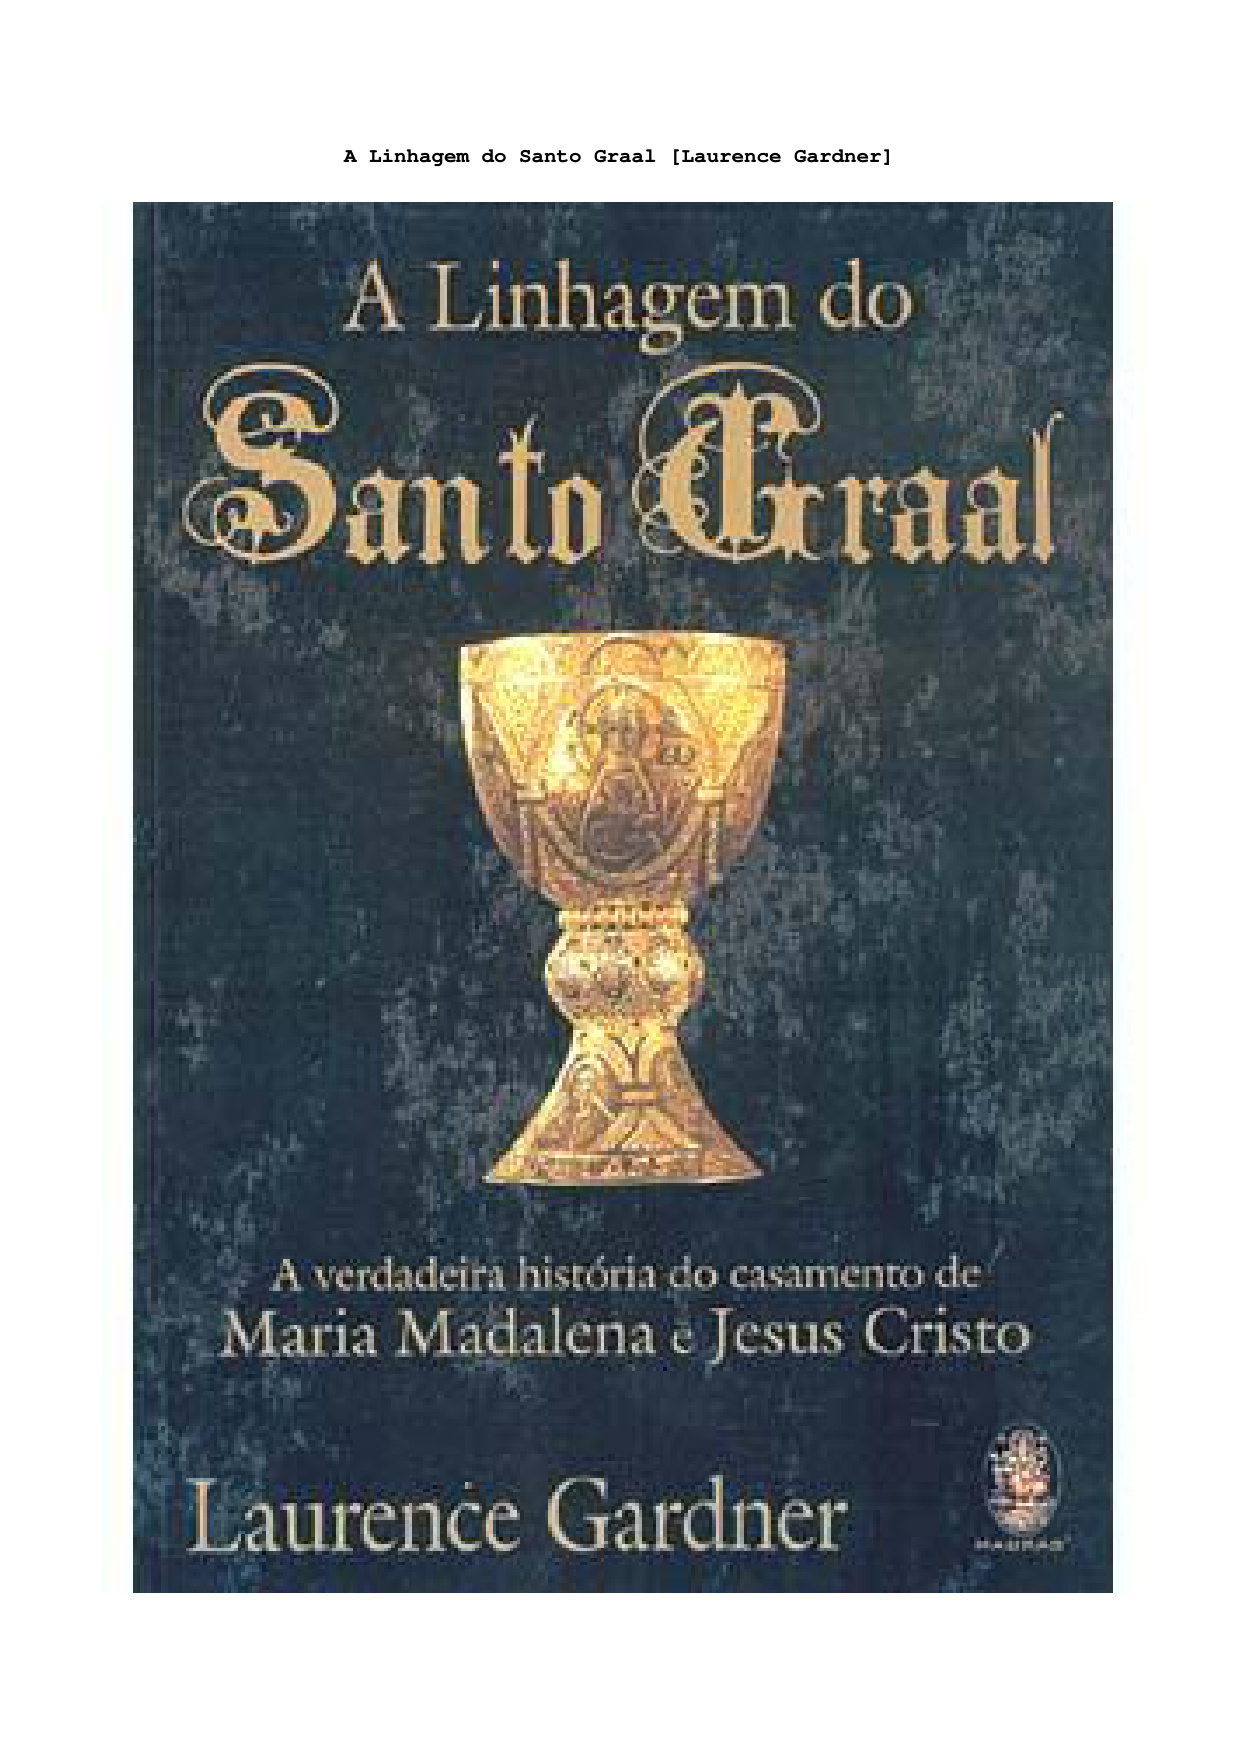 A Linhagem do Santo Graal [Laurence Gardner]
A Linhagem do
Santo Graal
A verdadeira história do casamento de
Maria Madalena e Jesus Cristo
Laurence Gardner
MADRAS